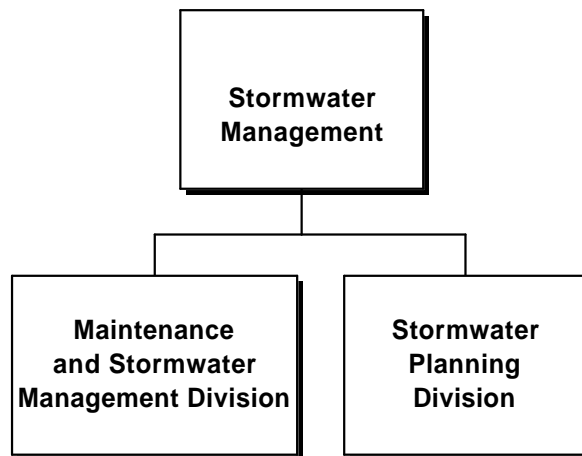 Stormwater
Management
Maintenance
and Stormwater
Management Division
Stormwater
Planning
Division